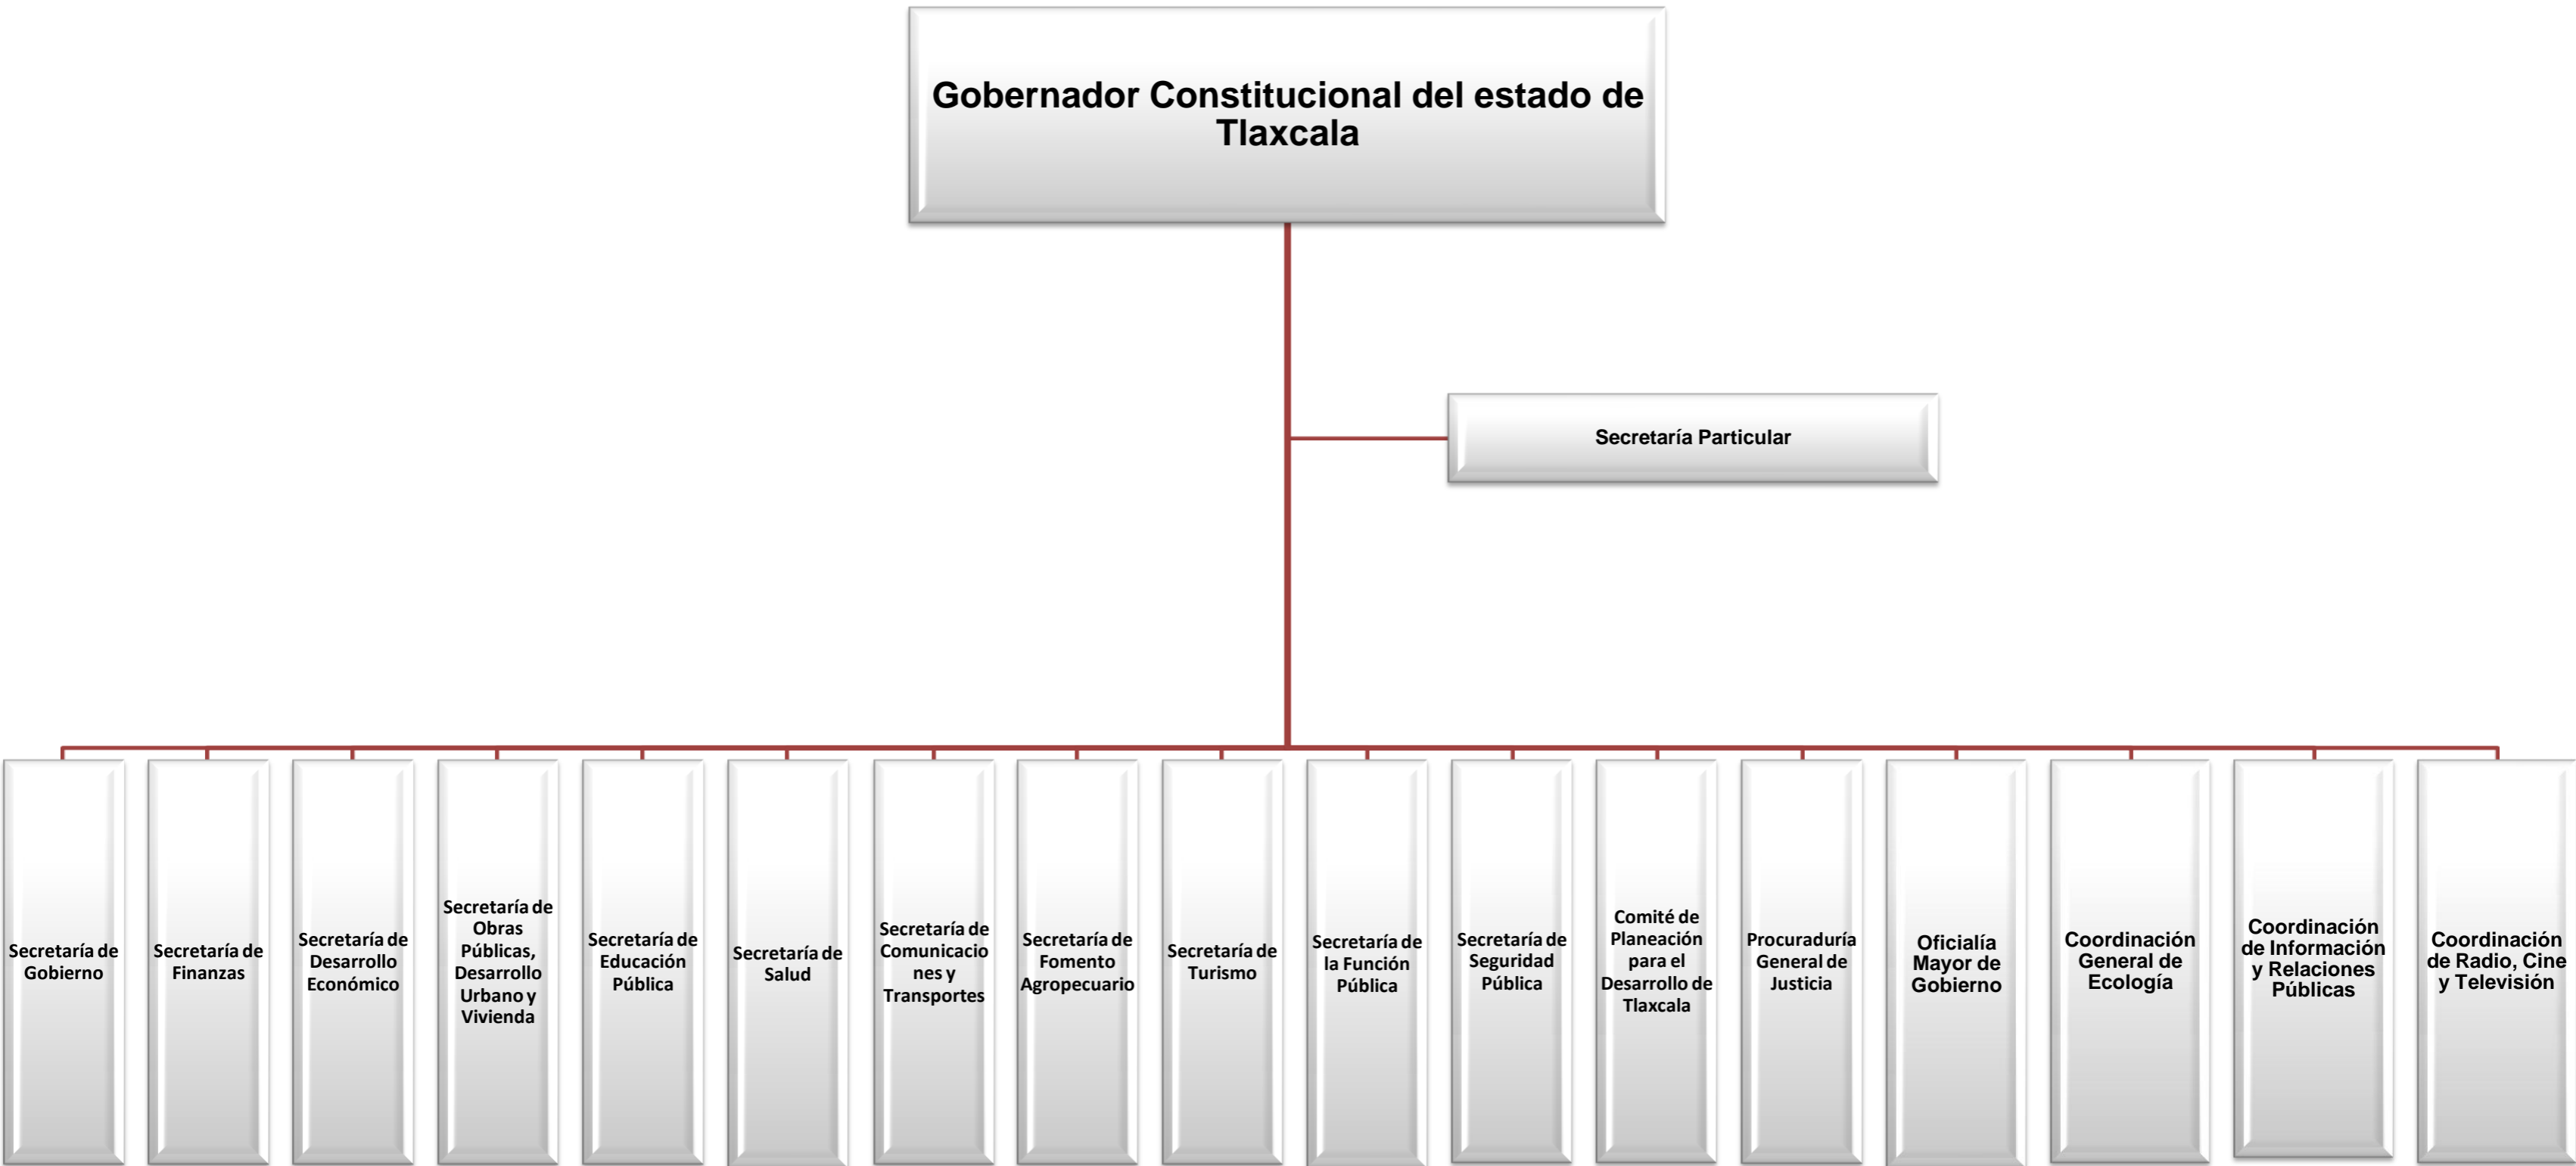 Gobernador Constitucional del estado de
Tlaxcala
Secretaría Particular
Secretaría de
Gobierno
Secretaría de
Finanzas
Secretaría de
Desarrollo
Económico
Secretaría de
Obras
Públicas,
Desarrollo
Urbano y
Vivienda
Secretaría de
Educación
Pública
Secretaría de
Salud
Secretaría de
Comunicacio
nes y
Transportes
Secretaría de
Fomento
Agropecuario
Secretaría de
Turismo
Secretaría de
la Función
Pública
Secretaría de
Seguridad
Pública
Comité de
Planeación
para el
Desarrollo de
Tlaxcala
Procuraduría
General de
Justicia
Oficialía
Mayor de
Gobierno
Coordinación
General de
Ecología
Coordinación
de Información
y Relaciones
Públicas
Coordinación
de Radio, Cine
y Televisión